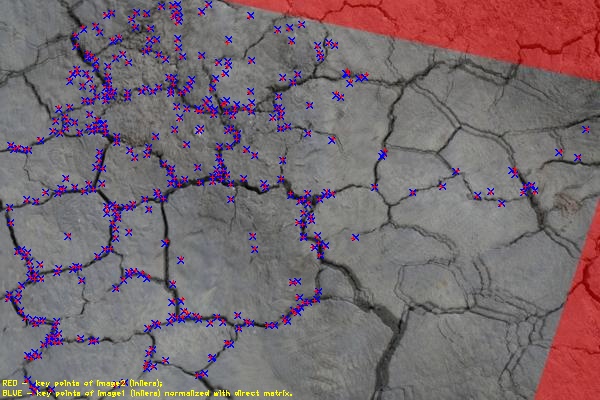 RED - key points of image2 (inliers);
BLUE - key points of image1 (inliers) normalized with direct matrix.